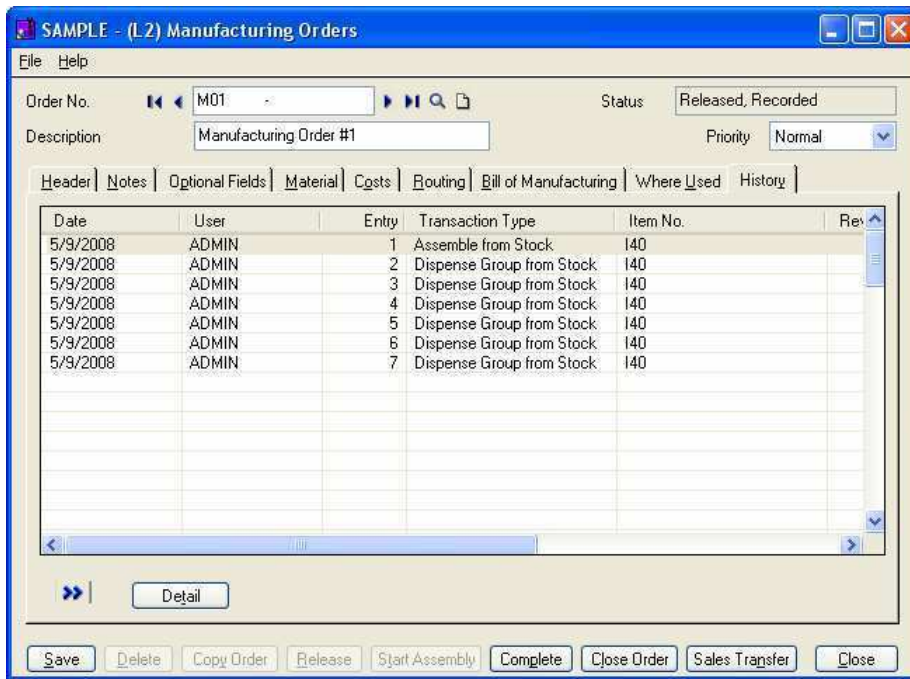 SAMPLE - (L2) Manufacturing Orders
File Help
Order No. M01 - Status Released, Recorded
Description Manufacturing Order #1 Priority Normal
Header Notes Optional Fields Material Costs Routing Bill of Manufacturing Where Used History
Date User Entry Transaction Type Item No. Rev
5/9/2008 ADMIN 1 Assemble from Stock I40
5/9/2008 ADMIN 2 Dispense Group from Stock I40
5/9/2008 ADMIN 3 Dispense Group from Stock I40
5/9/2008 ADMIN 4 Dispense Group from Stock I40
5/9/2008 ADMIN 5 Dispense Group from Stock I40
5/9/2008 ADMIN 6 Dispense Group from Stock I40
5/9/2008 ADMIN 7 Dispense Group from Stock I40
Detail
Save Delete Copy Order Release Start Assembly Complete Close Order Sales Transfer Close